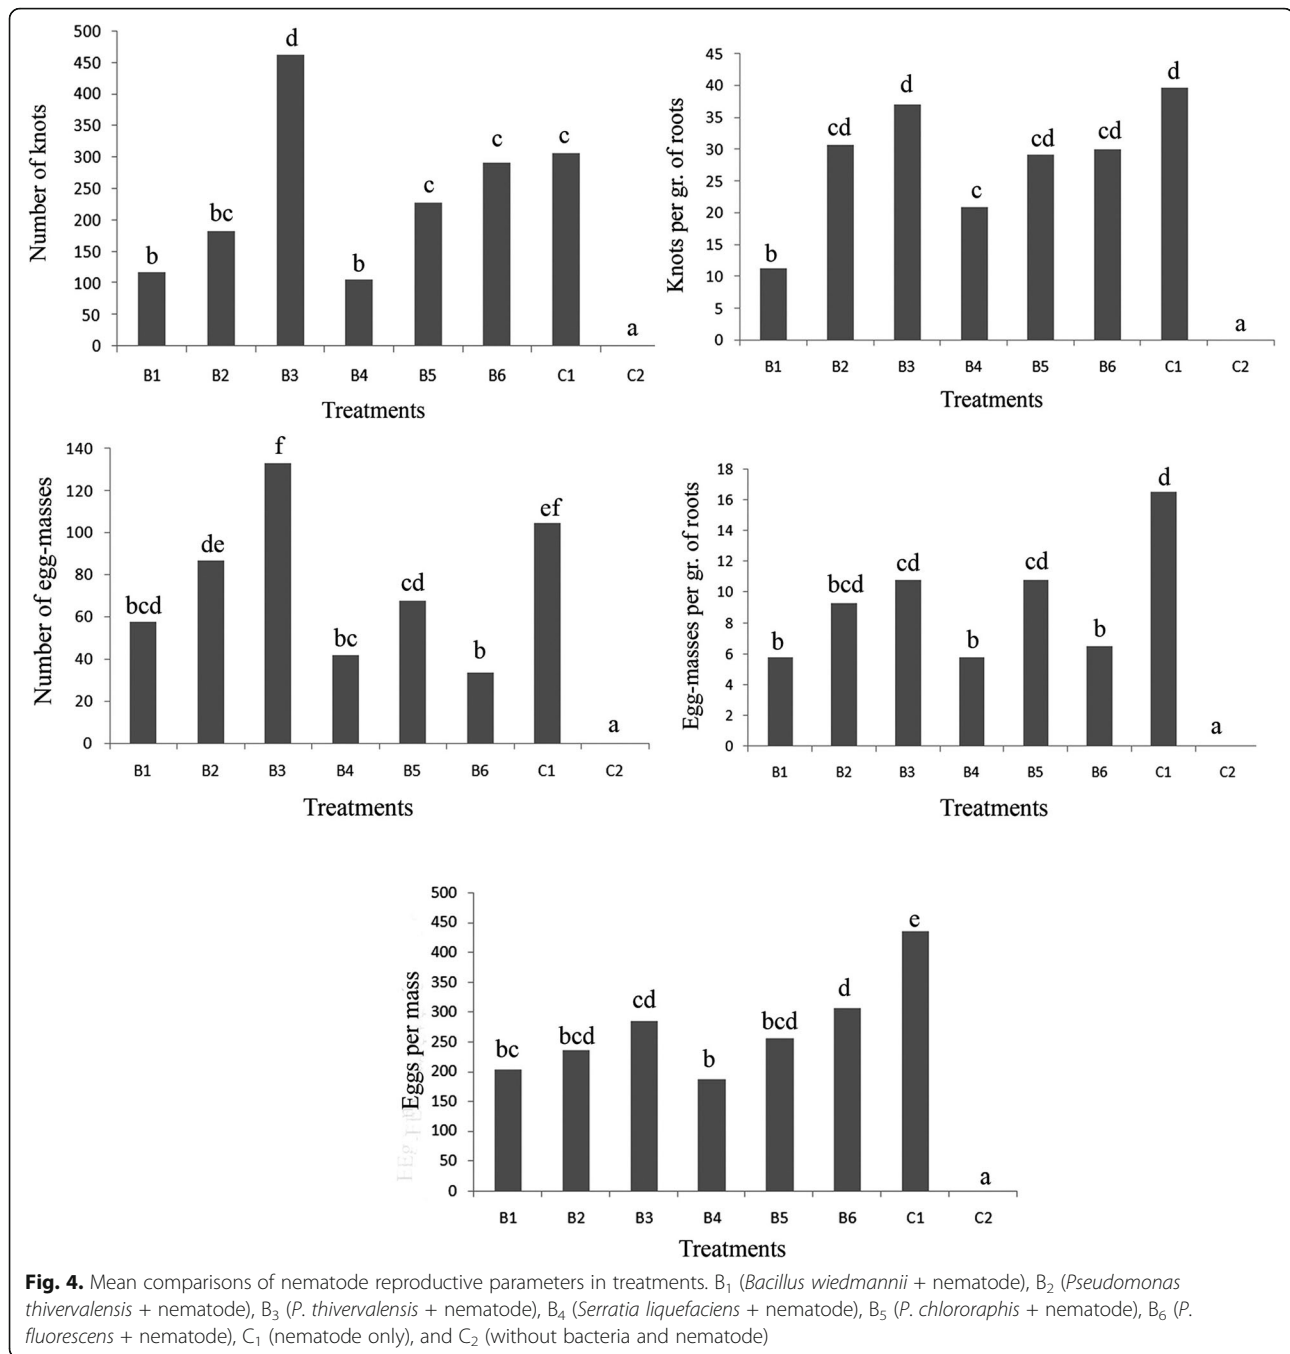 500
450
400
350
300
250
200
150
100
50
0
Number of knots
b
bc
d
b
c
c
c
a
B1 B2 B3 B4 B5 B6 C1 C2
Treatments
45
40
35
30
25
20
15
10
5
0
Knots per gr. of roots
b
cd
d
c
cd
cd
d
a
B1 B2 B3 B4 B5 B6 C1 C2
Treatments
140
120
100
80
60
40
20
0
Number of egg-masses
bcd
de
f
bc
cd
b
ef
a
B1 B2 B3 B4 B5 B6 C1 C2
Treatments
18
16
14
12
10
8
6
4
2
0
Egg-masses per gr. of roots
b
bcd
cd
b
cd
b
d
a
B1 B2 B3 B4 B5 B6 C1 C2
Treatments
500
450
400
350
300
250
200
150
100
50
0
Eggs per mass
bc
bcd
cd
b
bcd
d
e
a
B1 B2 B3 B4 B5 B6 C1 C2
Treatments
Fig. 4. Mean comparisons of nematode reproductive parameters in treatments. B1 (Bacillus wiedmannii + nematode), B2 (Pseudomonas
thivervalensis + nematode), B3 (P. thivervalensis + nematode), B4 (Serratia liquefaciens + nematode), B5 (P. chlororaphis + nematode), B6 (P.
fluorescens + nematode), C1 (nematode only), and C2 (without bacteria and nematode)